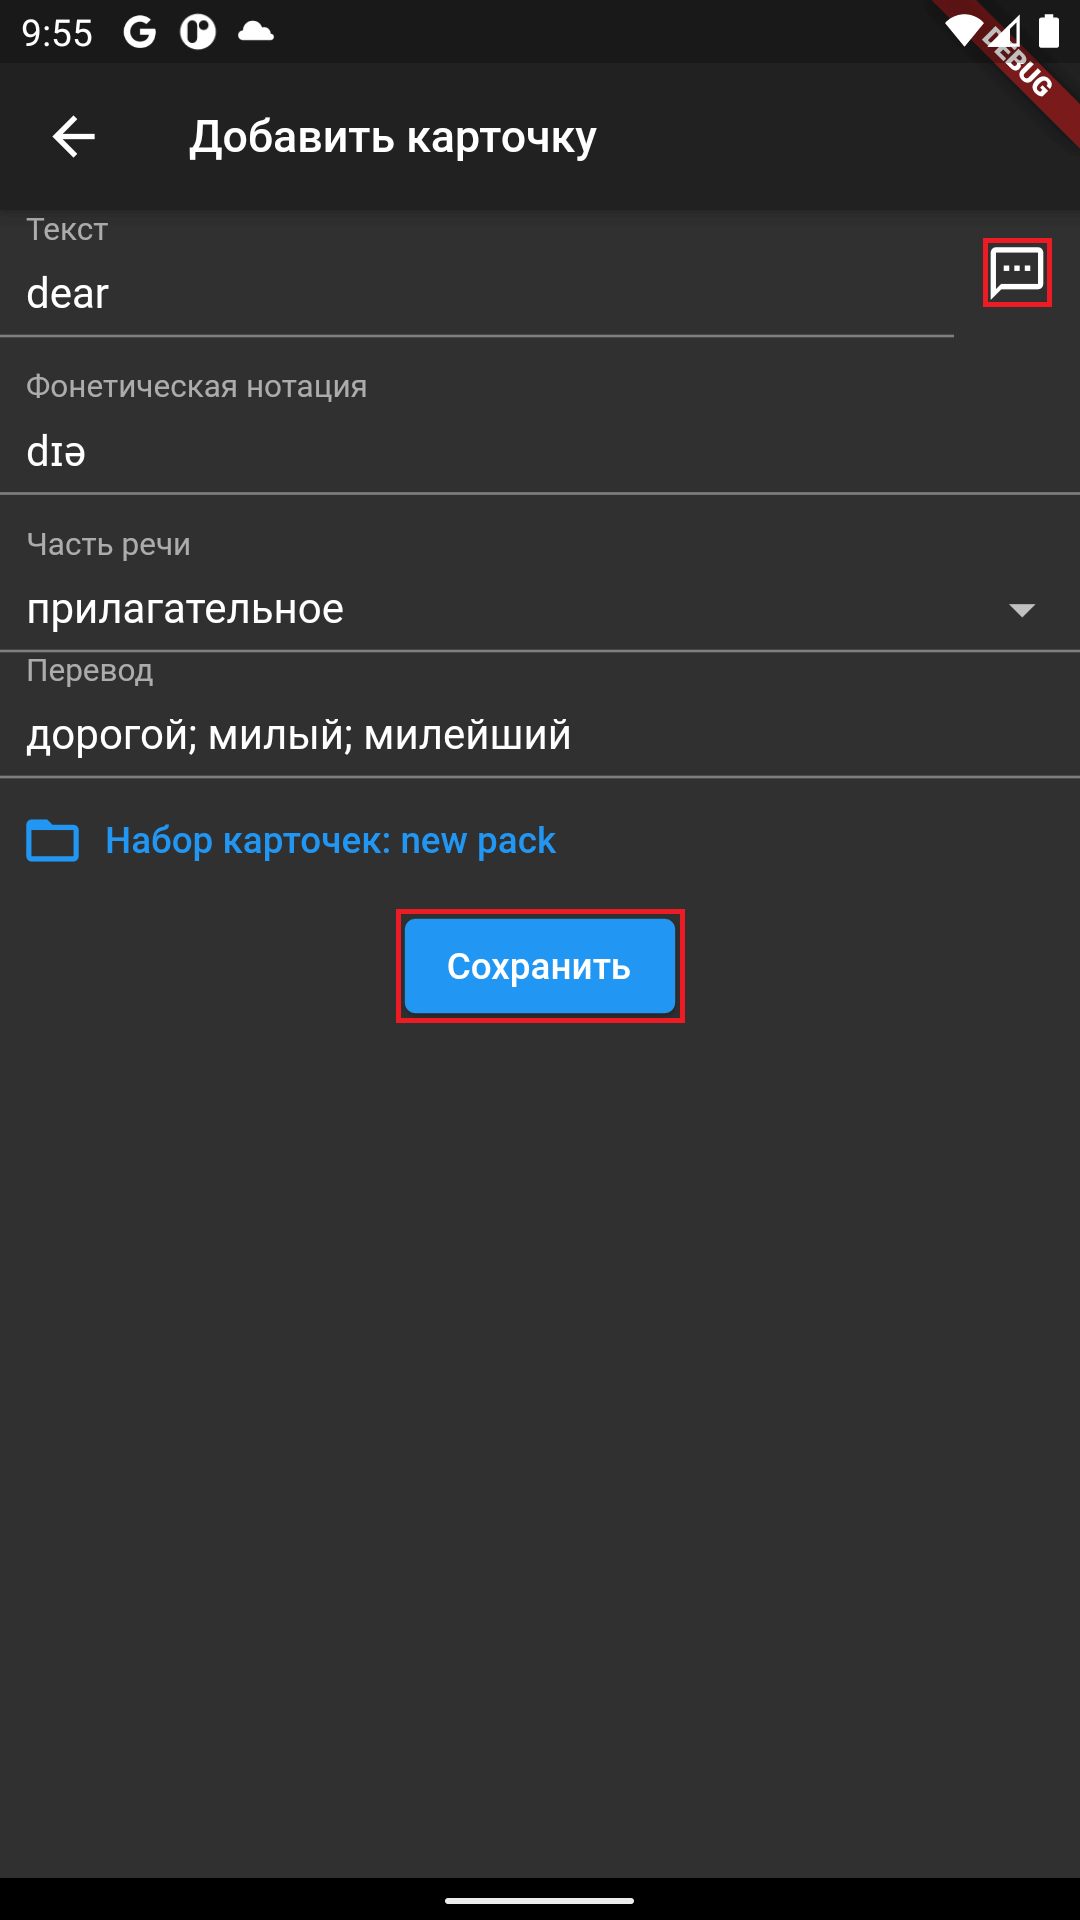 9:55
DEBUG
Добавить карточку
Текст
dear
Фонетическая нотация
dɪə
Часть речи
прилагательное
Перевод
дорогой; милый; милейший
Набор карточек: new pack
Сохранить